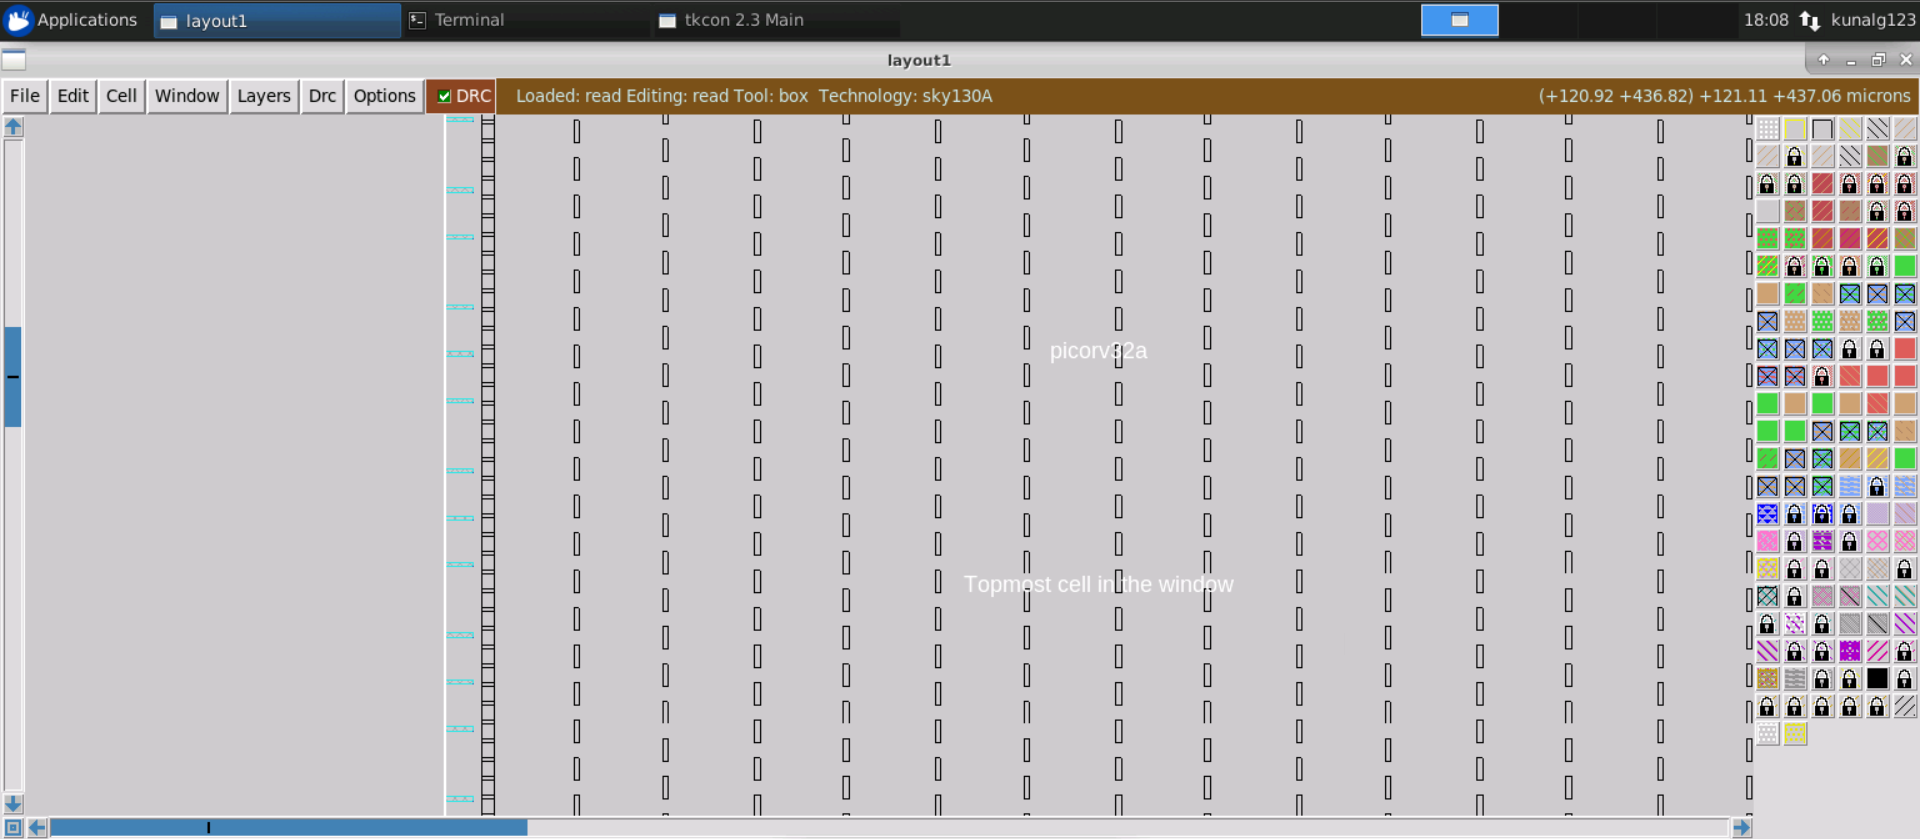 Applications layout1 Terminal tkcon 2.3 Main 18:08 kunalg123
layout1
File Edit Cell Window Layers Drc Options DRC Loaded: read Editing: read Tool: box Technology: sky130A (+120.92 +436.82) +121.11 +437.06 microns
picorv32a
Topmost cell in the window